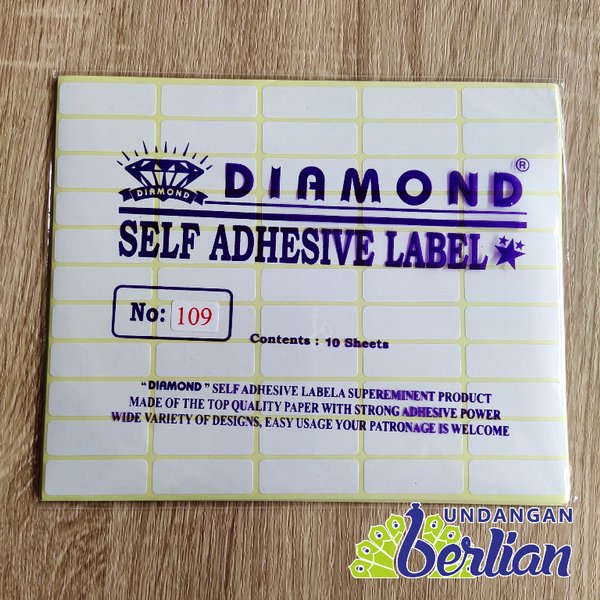 DIAMOND
DIAMOND®
SELF ADHESIVE LABEL
No: 109
Contents : 10 Sheets
“DIAMOND” SELF ADHESIVE LABELA SUPEREMINENT PRODUCT
MADE OF THE TOP QUALITY PAPER WITH STRONG ADHESIVE POWER
WIDE VARIETY OF DESIGNS, EASY USAGE YOUR PATRONAGE IS WELCOME
UNDANGAN
berlian